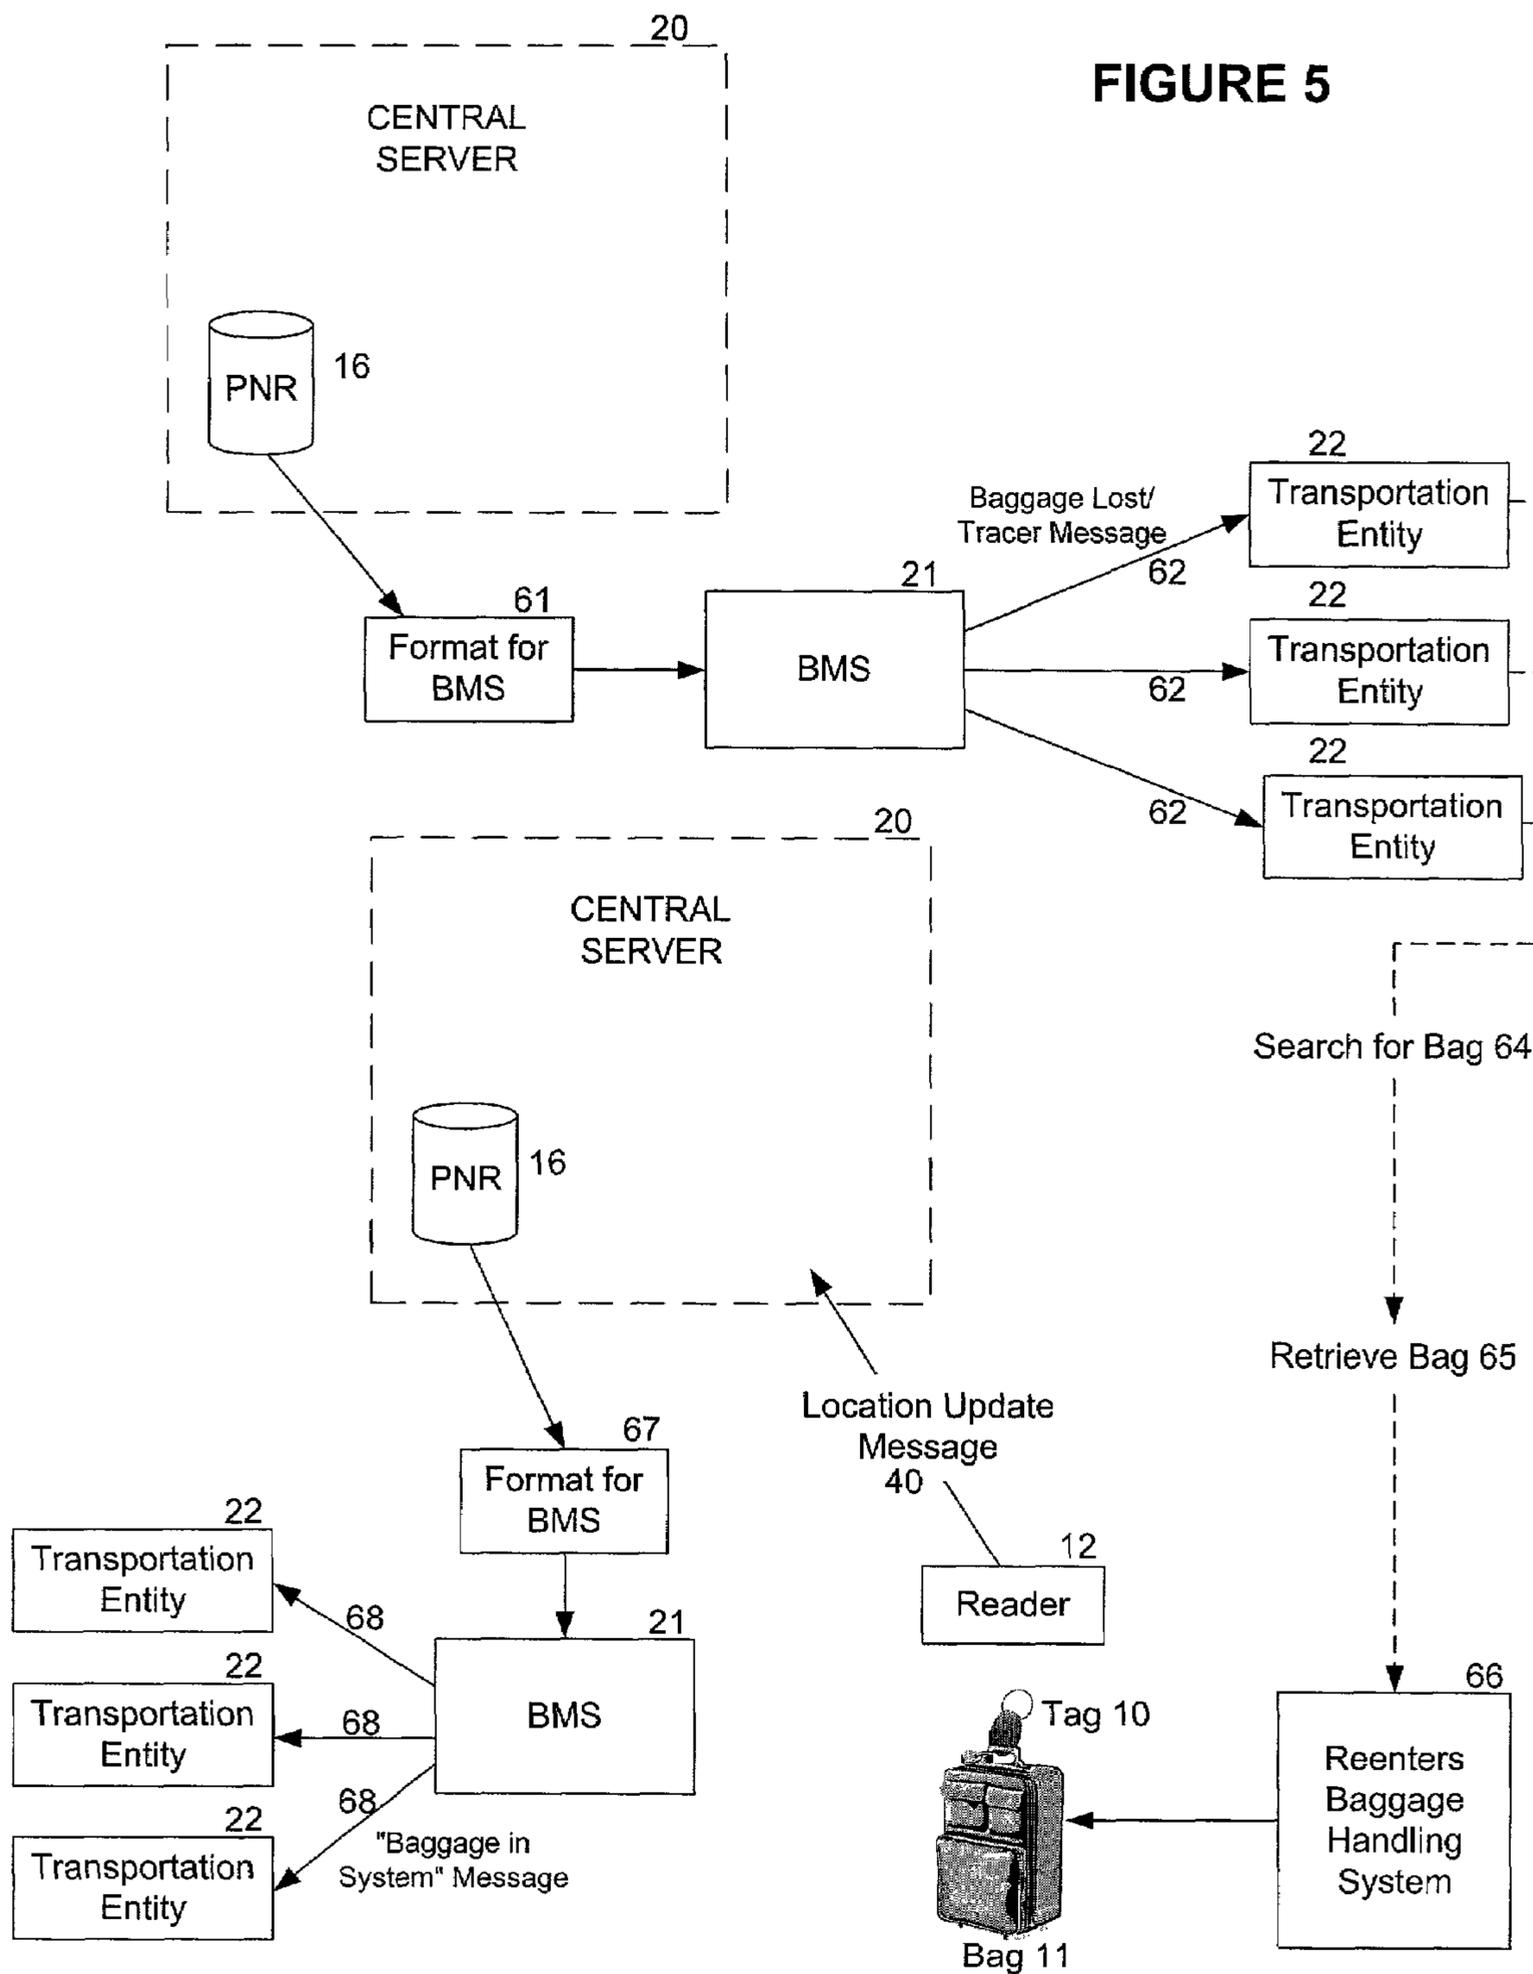 FIGURE 5
20
CENTRAL
SERVER
PNR
16
61
Format for
BMS
21
BMS
Baggage Lost/
Tracer Message
62
62
62
22
Transportation
Entity
22
Transportation
Entity
22
Transportation
Entity
20
CENTRAL
SERVER
PNR
16
Search for Bag 64
Retrieve Bag 65
Location Update
Message
40
67
Format for
BMS
12
Reader
22
Transportation
Entity
22
Transportation
Entity
22
Transportation
Entity
68
68
68
21
BMS
"Baggage in
System" Message
Tag 10
Bag 11
66
Reenters
Baggage
Handling
System